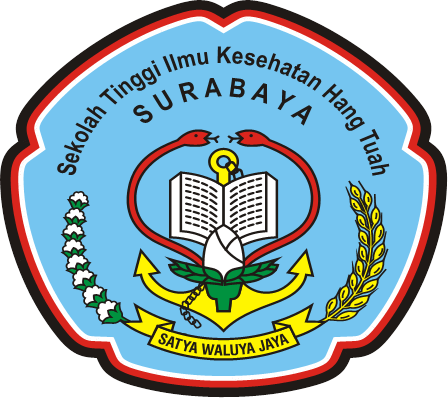 Sekolah Tinggi Ilmu Kesehatan Hang Tuah
SURABAYA
SATYA WALUYA JAYA